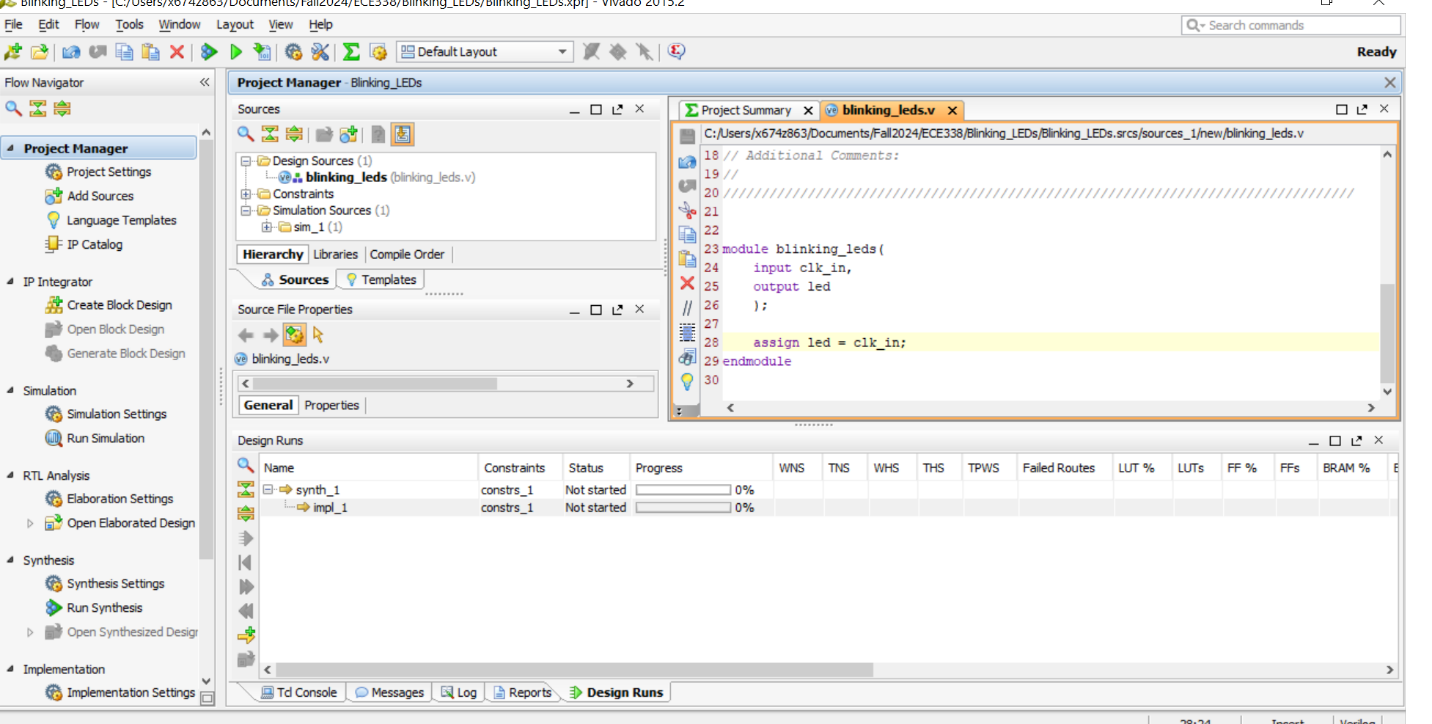 Blinking_LEDs - [C:/Users/x674z863/Documents/Fall2024/ECE338/Blinking_LEDs/Blinking_LEDs.xpr] - Vivado 2015.2
File Edit Flow Tools Window Layout View Help
Search commands
Default Layout
Ready
Flow Navigator
Project Manager
Project Settings
Add Sources
Language Templates
IP Catalog
IP Integrator
Create Block Design
Open Block Design
Generate Block Design
Simulation
Simulation Settings
Run Simulation
RTL Analysis
Elaboration Settings
Open Elaborated Design
Synthesis
Synthesis Settings
Run Synthesis
Open Synthesized Desigr
Implementation
Implementation Settings
Project Manager - Blinking_LEDs
Sources
Design Sources (1)
blinking_leds (blinking_leds.v)
Constraints
Simulation Sources (1)
sim_1 (1)
Hierarchy Libraries Compile Order
Sources Templates
Source File Properties
blinking_leds.v
General Properties
Project Summary blinking_leds.v
C:/Users/x674z863/Documents/Fall2024/ECE338/Blinking_LEDs/Blinking_LEDs.srcs/sources_1/new/blinking_leds.v
18 // Additional Comments:
19 //
20 //////////////////////////////////////////////////////////////////////////////////
21
22
23 module blinking_leds(
24     input clk_in,
25     output led
26     );
27
28     assign led = clk_in;
29 endmodule
30
Design Runs
Name Constraints Status Progress WNS TNS WHS THS TPWS Failed Routes LUT % LUTs FF % FFs BRAM %
synth_1 constrs_1 Not started 0%
impl_1 constrs_1 Not started 0%
Tcl Console Messages Log Reports Design Runs
28:24 Insert Verilog